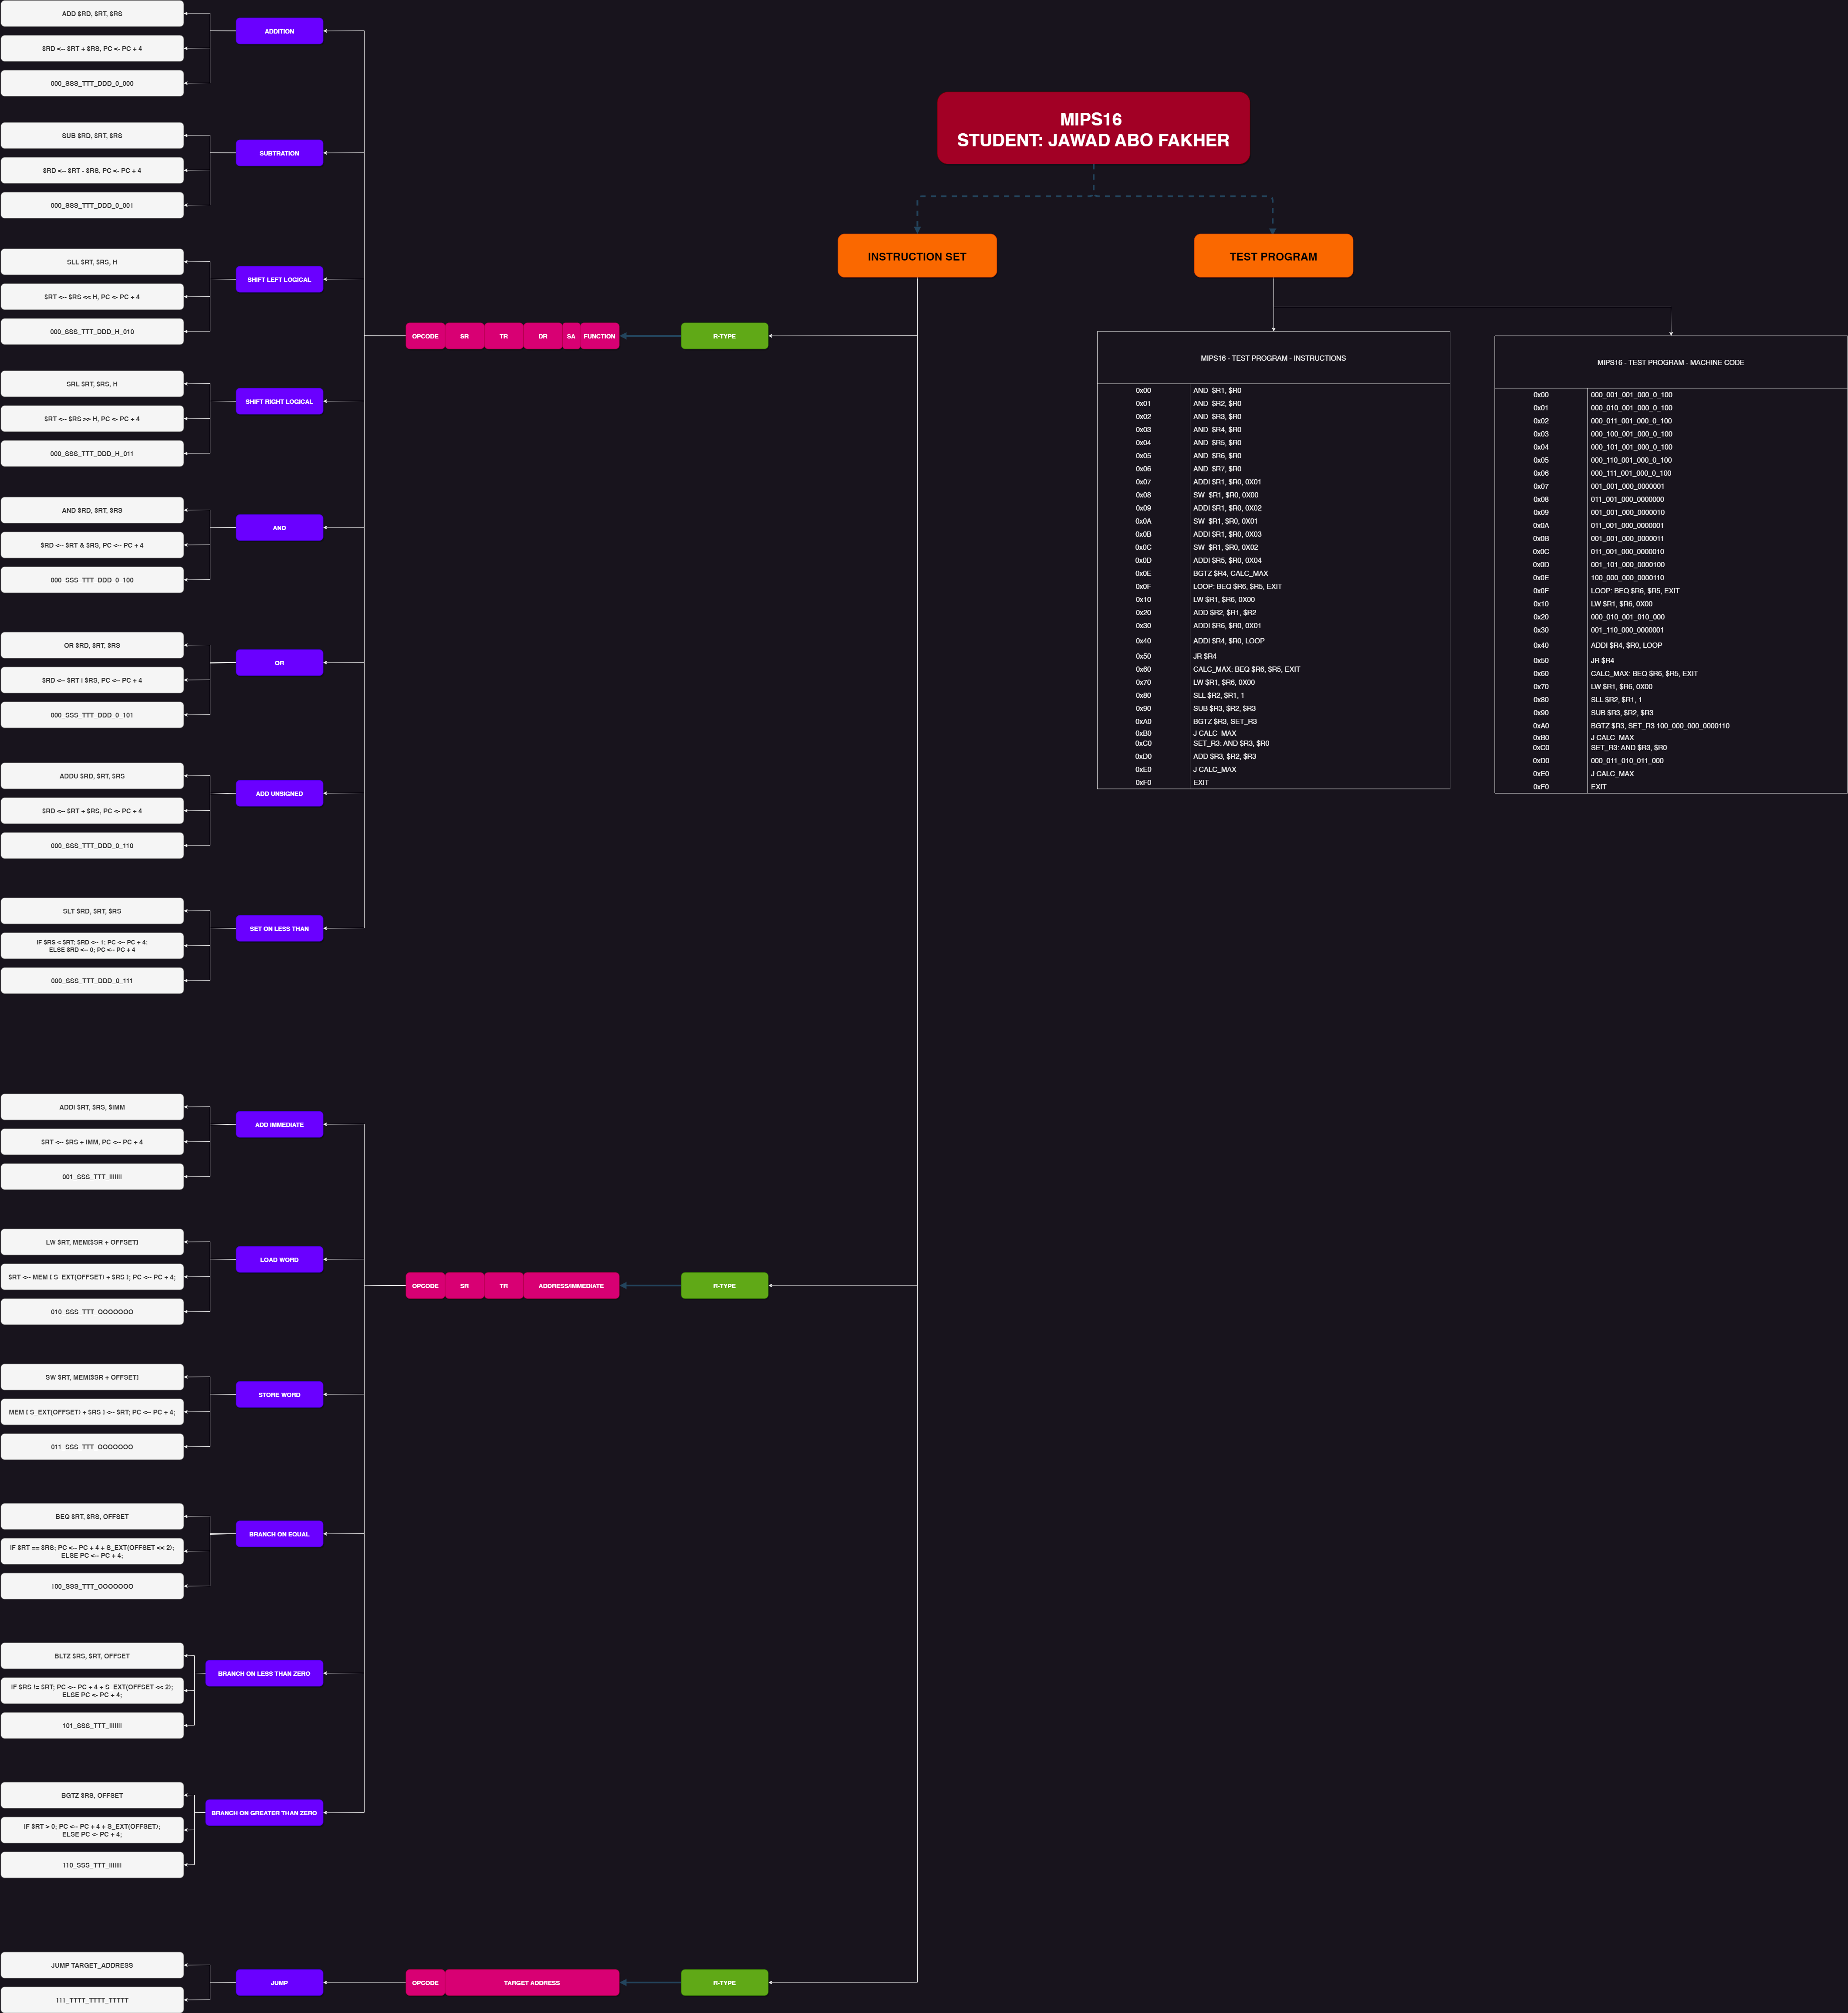 MIPS16
STUDENT: JAWAD ABO FAKHER
INSTRUCTION SET
TEST PROGRAM
R-TYPE
OPCODE SR TR DR SA FUNCTION
ADDITION
ADD $RD, $RT, $RS
$RD <-- $RT + $RS, PC <- PC + 4
000_SSS_TTT_DDD_0_000
SUBTRATION
SUB $RD, $RT, $RS
$RD <-- $RT - $RS, PC <- PC + 4
000_SSS_TTT_DDD_0_001
SHIFT LEFT LOGICAL
SLL $RT, $RS, H
$RT <-- $RS << H, PC <- PC + 4
000_SSS_TTT_DDD_H_010
SHIFT RIGHT LOGICAL
SRL $RT, $RS, H
$RT <-- $RS >> H, PC <- PC + 4
000_SSS_TTT_DDD_H_011
AND
AND $RD, $RT, $RS
$RD <-- $RT & $RS, PC <-- PC + 4
000_SSS_TTT_DDD_0_100
OR
OR $RD, $RT, $RS
$RD <-- $RT | $RS, PC <-- PC + 4
000_SSS_TTT_DDD_0_101
ADD UNSIGNED
ADDU $RD, $RT, $RS
$RD <-- $RT + $RS, PC <- PC + 4
000_SSS_TTT_DDD_0_110
SET ON LESS THAN
SLT $RD, $RT, $RS
IF $RS < $RT; $RD <-- 1; PC <-- PC + 4;
ELSE $RD <-- 0; PC <-- PC + 4
000_SSS_TTT_DDD_0_111
R-TYPE
OPCODE SR TR ADDRESS/IMMEDIATE
ADD IMMEDIATE
ADDI $RT, $RS, $IMM
$RT <-- $RS + IMM, PC <-- PC + 4
001_SSS_TTT_IIIIIII
LOAD WORD
LW $RT, MEM[$SR + OFFSET]
$RT <-- MEM [ S_EXT(OFFSET) + $RS ]; PC <-- PC + 4;
010_SSS_TTT_OOOOOOO
STORE WORD
SW $RT, MEM[$SR + OFFSET]
MEM [ S_EXT(OFFSET) + $RS ] <-- $RT; PC <-- PC + 4;
011_SSS_TTT_OOOOOOO
BRANCH ON EQUAL
BEQ $RT, $RS, OFFSET
IF $RT == $RS; PC <-- PC + 4 + S_EXT(OFFSET << 2);
ELSE PC <-- PC + 4;
100_SSS_TTT_OOOOOOO
BRANCH ON LESS THAN ZERO
BLTZ $RS, $RT, OFFSET
IF $RS != $RT; PC <-- PC + 4 + S_EXT(OFFSET << 2);
ELSE PC <- PC + 4;
101_SSS_TTT_IIIIIII
BRANCH ON GREATER THAN ZERO
BGTZ $RS, OFFSET
IF $RT > 0; PC <-- PC + 4 + S_EXT(OFFSET);
ELSE PC <- PC + 4;
110_SSS_TTT_IIIIIII
R-TYPE
OPCODE TARGET ADDRESS
JUMP
JUMP TARGET_ADDRESS
111_TTTT_TTTT_TTTTT
MIPS16 - TEST PROGRAM - INSTRUCTIONS
0x00 AND $R1, $R0
0x01 AND $R2, $R0
0x02 AND $R3, $R0
0x03 AND $R4, $R0
0x04 AND $R5, $R0
0x05 AND $R6, $R0
0x06 AND $R7, $R0
0x07 ADDI $R1, $R0, 0X01
0x08 SW $R1, $R0, 0X00
0x09 ADDI $R1, $R0, 0X02
0x0A SW $R1, $R0, 0X01
0x0B ADDI $R1, $R0, 0X03
0x0C SW $R1, $R0, 0X02
0x0D ADDI $R5, $R0, 0X04
0x0E BGTZ $R4, CALC_MAX
0x0F LOOP: BEQ $R6, $R5, EXIT
0x10 LW $R1, $R6, 0X00
0x20 ADD $R2, $R1, $R2
0x30 ADDI $R6, $R0, 0X01
0x40 ADDI $R4, $R0, LOOP
0x50 JR $R4
0x60 CALC_MAX: BEQ $R6, $R5, EXIT
0x70 LW $R1, $R6, 0X00
0x80 SLL $R2, $R1, 1
0x90 SUB $R3, $R2, $R3
0xA0 BGTZ $R3, SET_R3
0xB0 J CALC_MAX
0xC0 SET_R3: AND $R3, $R0
0xD0 ADD $R3, $R2, $R3
0xE0 J CALC_MAX
0xF0 EXIT
MIPS16 - TEST PROGRAM - MACHINE CODE
0x00 000_001_001_000_0_100
0x01 000_010_001_000_0_100
0x02 000_011_001_000_0_100
0x03 000_100_001_000_0_100
0x04 000_101_001_000_0_100
0x05 000_110_001_000_0_100
0x06 000_111_001_000_0_100
0x07 001_001_000_0000001
0x08 011_001_000_0000000
0x09 001_001_000_0000010
0x0A 011_001_000_0000001
0x0B 001_001_000_0000011
0x0C 011_001_000_0000010
0x0D 001_101_000_0000100
0x0E 100_000_000_0000110
0x0F LOOP: BEQ $R6, $R5, EXIT
0x10 LW $R1, $R6, 0X00
0x20 000_010_001_010_000
0x30 001_110_000_0000001
0x40 ADDI $R4, $R0, LOOP
0x50 JR $R4
0x60 CALC_MAX: BEQ $R6, $R5, EXIT
0x70 LW $R1, $R6, 0X00
0x80 SLL $R2, $R1, 1
0x90 SUB $R3, $R2, $R3
0xA0 BGTZ $R3, SET_R3 100_000_000_0000110
0xB0 J CALC_MAX
0xC0 SET_R3: AND $R3, $R0
0xD0 000_011_010_011_000
0xE0 J CALC_MAX
0xF0 EXIT